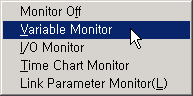 Monitor Off
Variable Monitor
I/O Monitor
Time Chart Monitor
Link Parameter Monitor(L)